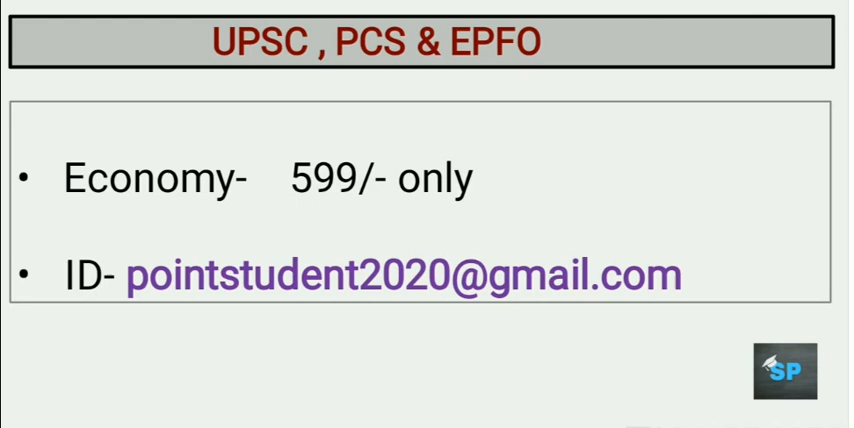 UPSC , PCS & EPFO
• Economy- 599/- only
• ID- pointstudent2020@gmail.com
SP